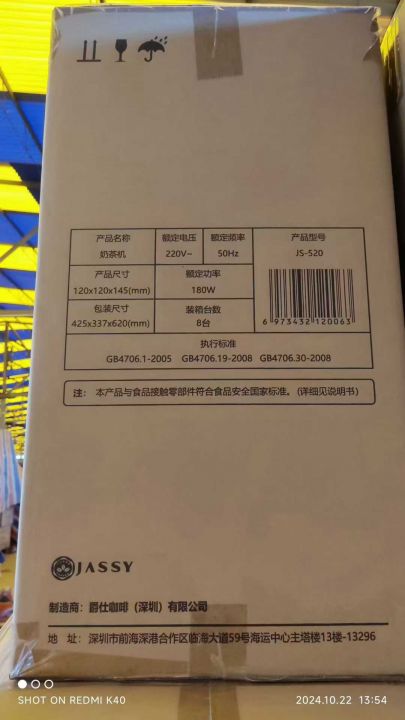 产品名称 额定电压 额定频率 产品型号
奶茶机 220V~ 50Hz JS-520
产品尺寸 额定功率
120x120x145(mm) 180W
包装尺寸 装箱台数
425x337x620(mm) 8台
6 973432 120063
执行标准
GB4706.1-2005 GB4706.19-2008 GB4706.30-2008
注： 本产品与食品接触零部件符合食品安全国家标准。(详细见说明书)
JASSY
制造商：爵仕咖啡（深圳）有限公司
地 址：深圳市前海深港合作区临海大道59号海运中心主塔楼13楼-13296
SHOT ON REDMI K40
2024.10.22 13:54